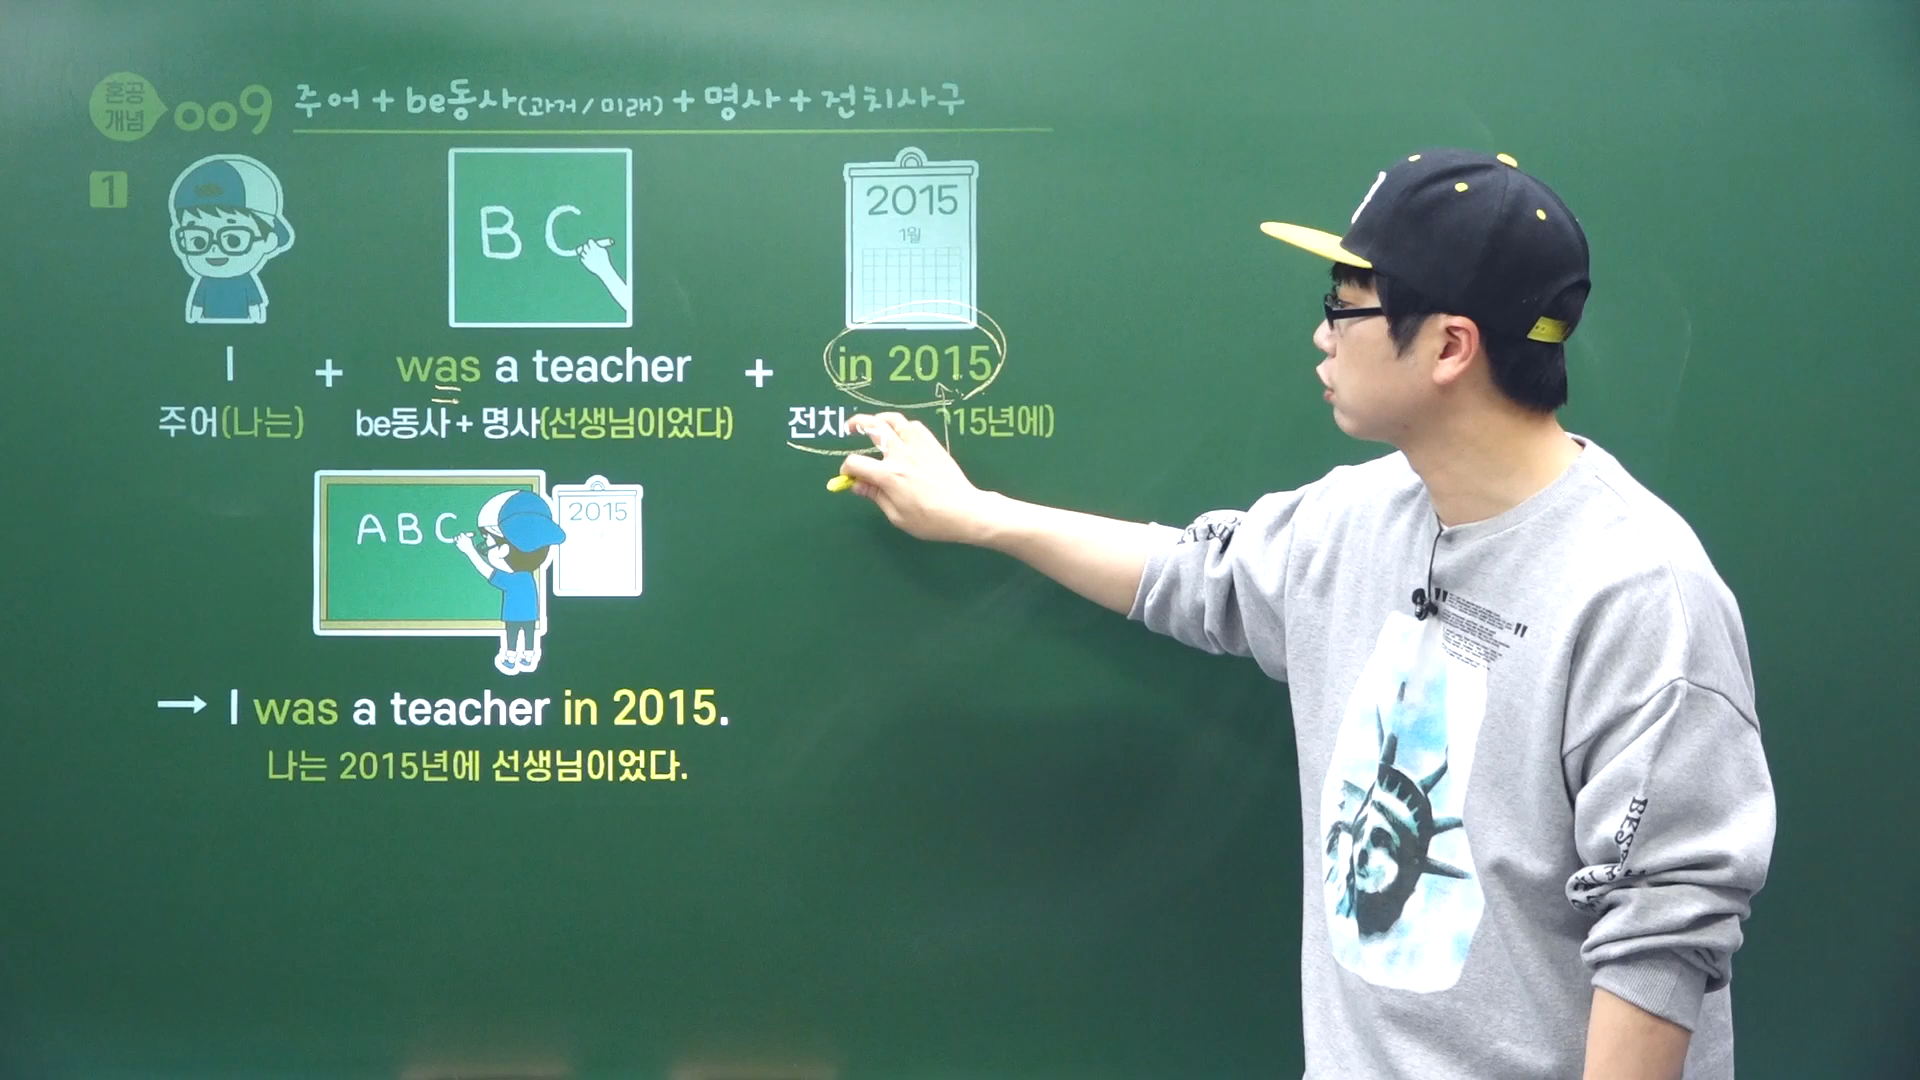 혼공
개념 009 주어 + be동사(과거/미래) + 명사 + 전치사구
1
B C
2015
1월
I + was a teacher + in 2015
주어(나는) be동사 + 명사(선생님이었다) 전치 15년에)
A B C
2015
→ I was a teacher in 2015.
나는 2015년에 선생님이었다.